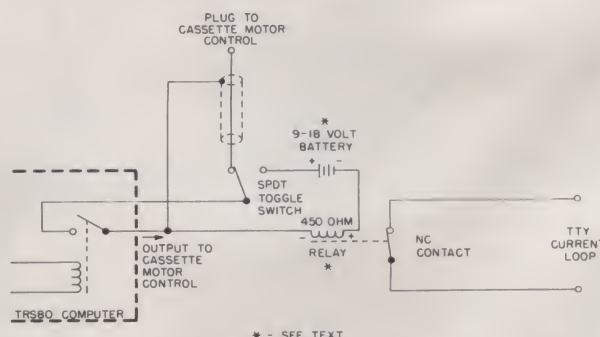 PLUG TO
CASSETTE MOTOR
CONTROL
*
9-18 VOLT
BATTERY
+ -
SPDT
TOGGLE
SWITCH
450 OHM
- +
RELAY
*
OUTPUT TO
CASSETTE
MOTOR
CONTROL
NC
CONTACT
TTY
CURRENT
LOOP
TRS80 COMPUTER
* - SEE TEXT